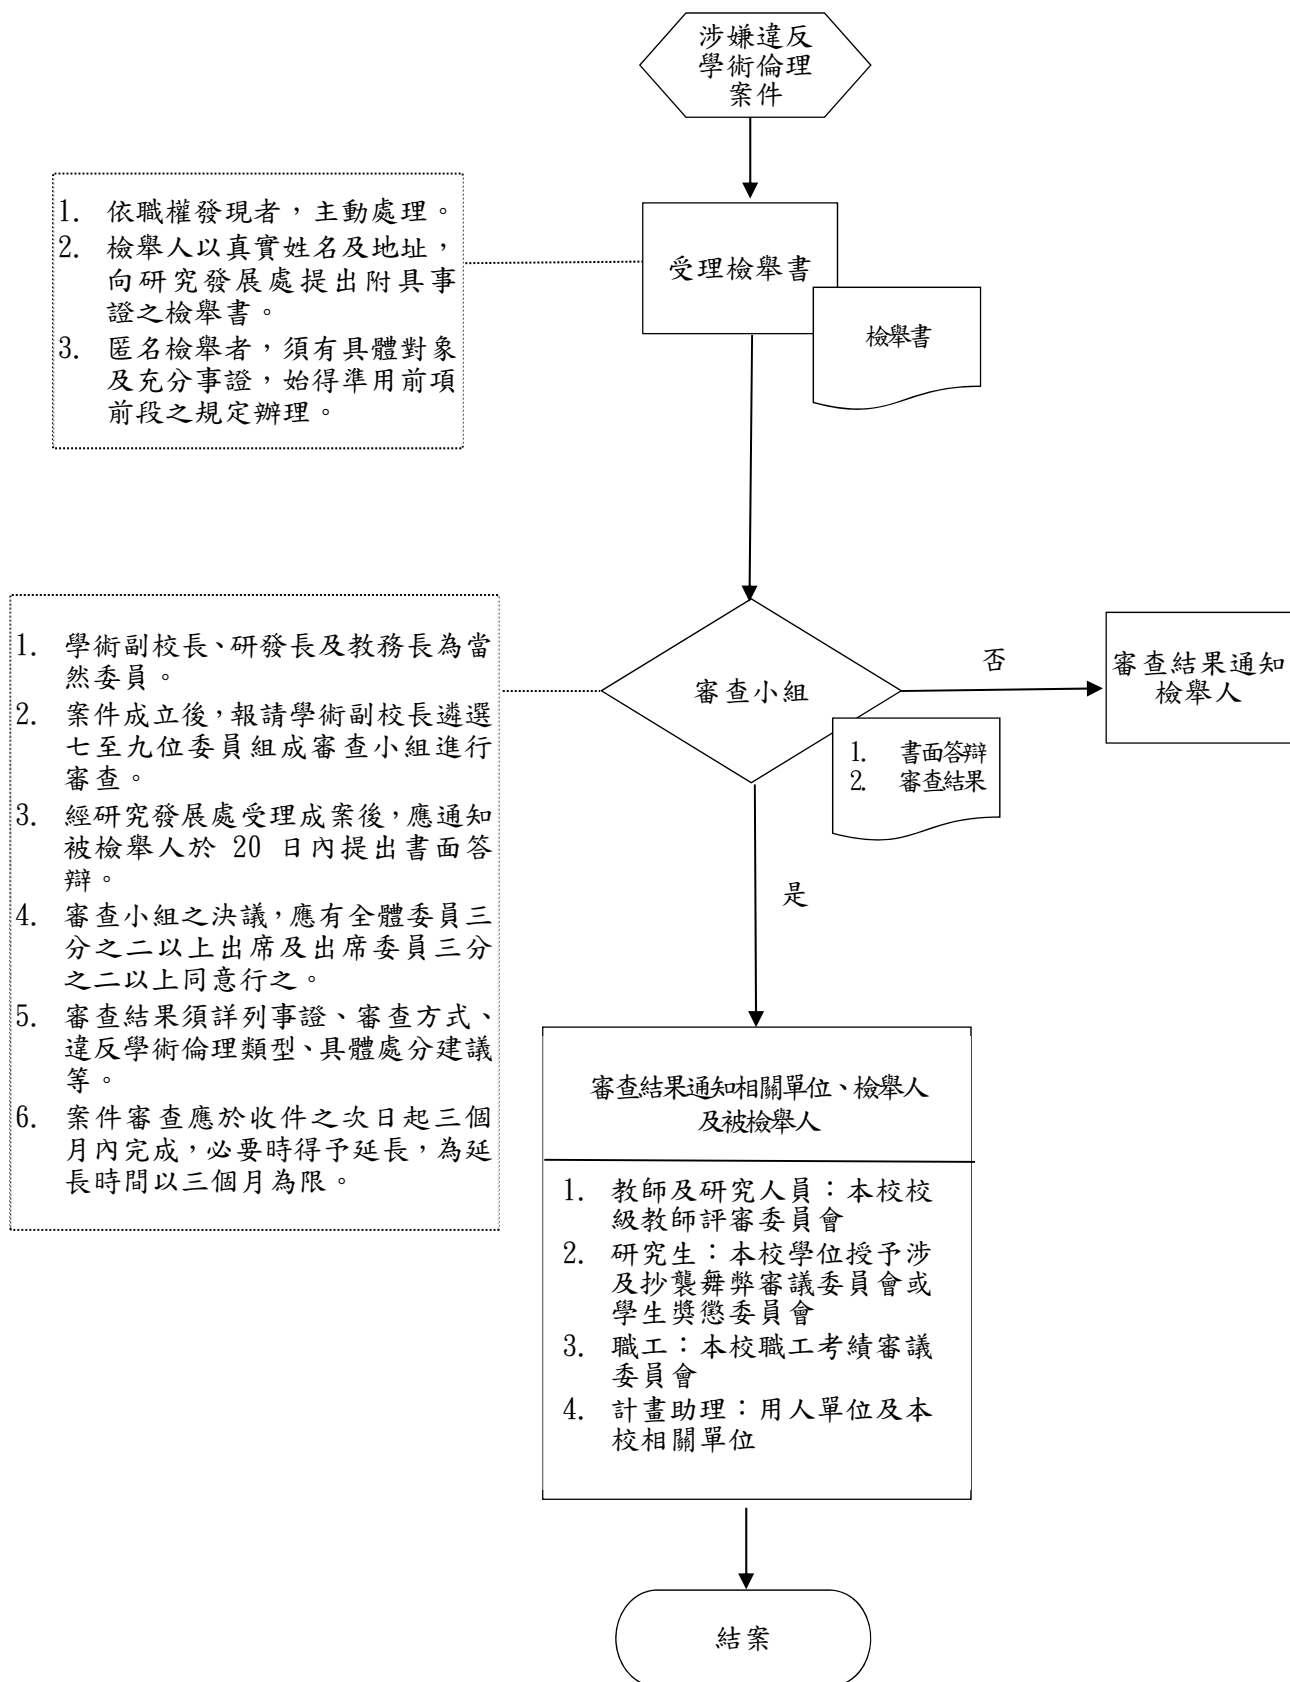 涉嫌違反
學術倫理
案件
1. 依職權發現者，主動處理。
2. 檢舉人以真實姓名及地址，
向研究發展處提出附具事
證之檢舉書。
3. 匿名檢舉者，須有具體對象
及充分事證，始得準用前項
前段之規定辦理。
受理檢舉書
檢舉書
1. 學術副校長、研發長及教務長為當
然委員。
2. 案件成立後，報請學術副校長遴選
七至九位委員組成審查小組進行
審查。
3. 經研究發展處受理成案後，應通知
被檢舉人於 20 日內提出書面答
辯。
4. 審查小組之決議，應有全體委員三
分之二以上出席及出席委員三分
之二以上同意行之。
5. 審查結果須詳列事證、審查方式、
違反學術倫理類型、具體處分建議
等。
6. 案件審查應於收件之次日起三個
月內完成，必要時得予延長，為延
長時間以三個月為限。
審查小組
否
審查結果通知
檢舉人
1. 書面答辯
2. 審查結果
是
審查結果通知相關單位、檢舉人
及被檢舉人
1. 教師及研究人員：本校校
級教師評審委員會
2. 研究生：本校學位授予涉
及抄襲舞弊審議委員會或
學生獎懲委員會
3. 職工：本校職工考績審議
委員會
4. 計畫助理：用人單位及本
校相關單位
結案